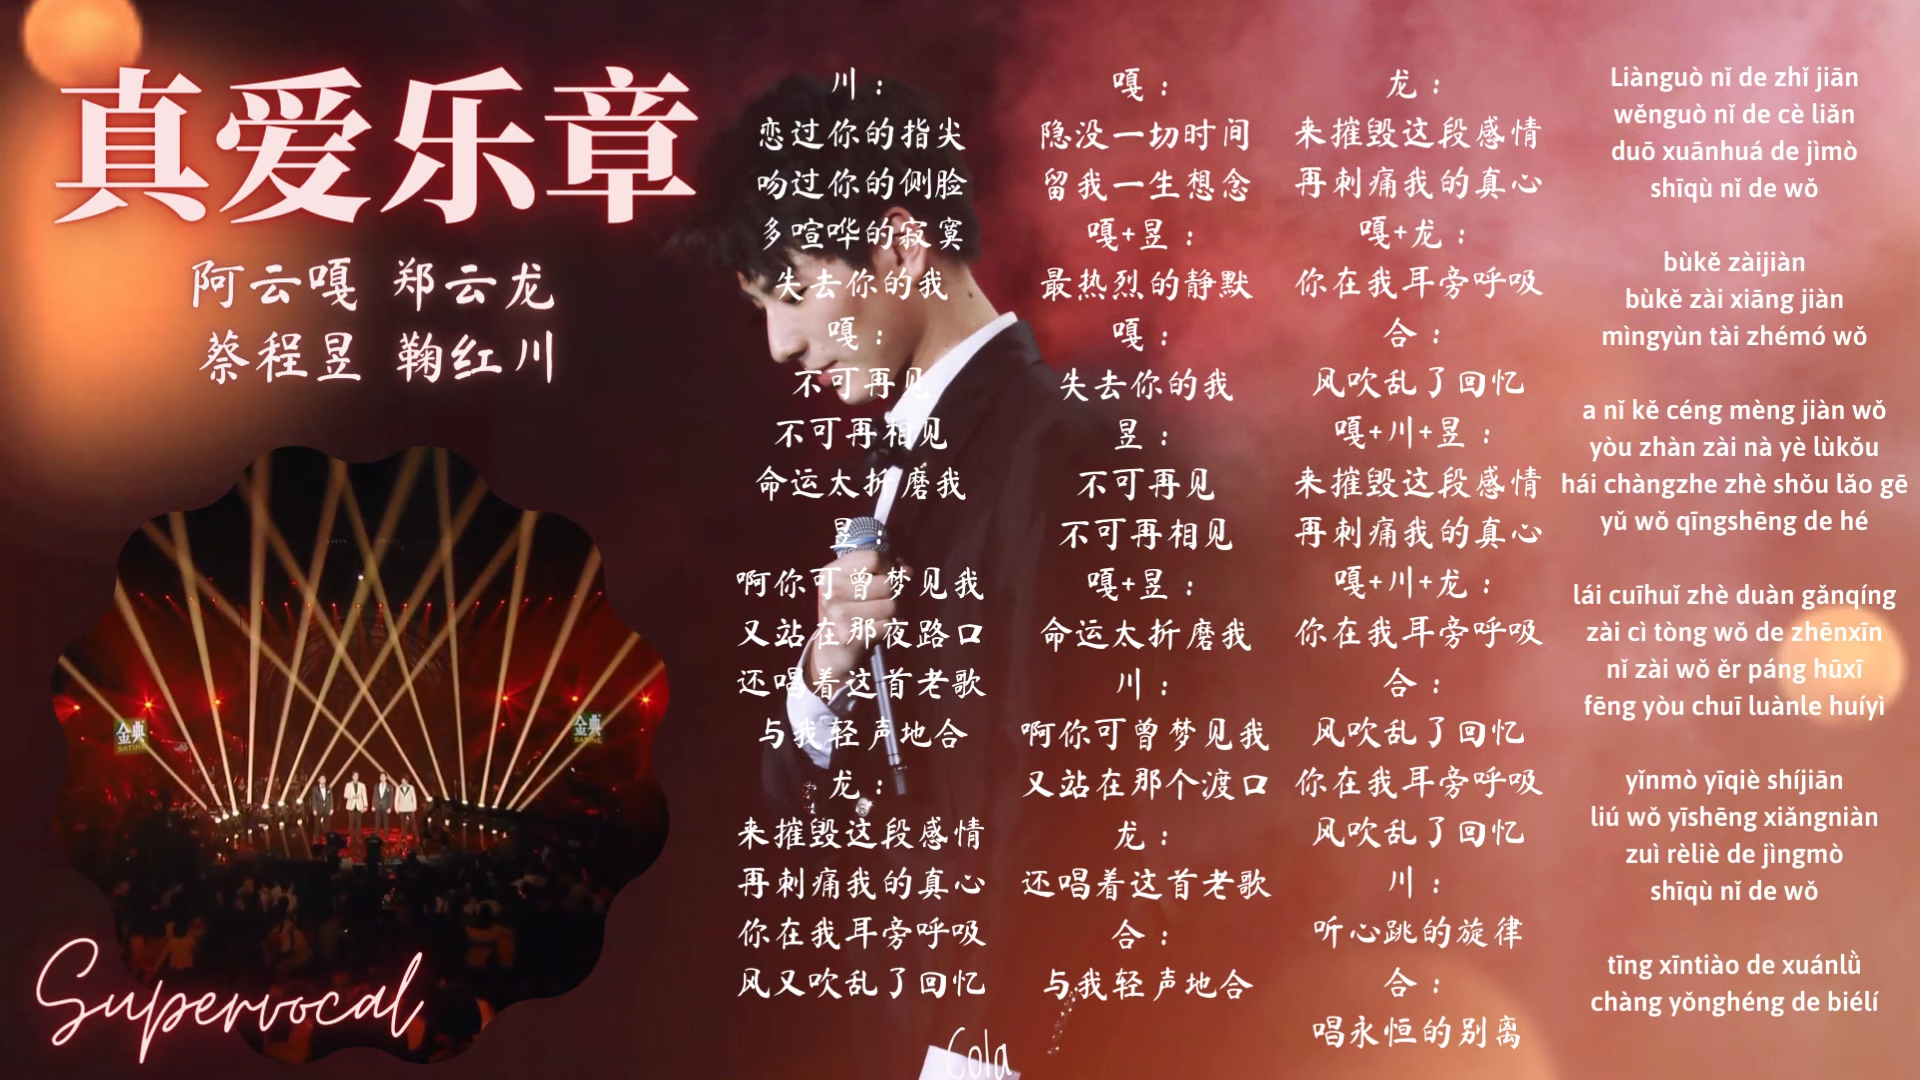 真爱乐章
阿云嘎 郑云龙
蔡程昱 鞠红川
金典
SATINE
金典
SATINE
Supervocal
川：
恋过你的指尖
吻过你的侧脸
多喧哗的寂寞
失去你的我
嘎：
不可再见
不可再相见
命运太折磨我
昱：
啊你可曾梦见我
又站在那夜路口
还唱着这首老歌
与我轻声地合
龙：
来摧毁这段感情
再刺痛我的真心
你在我耳旁呼吸
风又吹乱了回忆
嘎：
隐没一切时间
留我一生想念
嘎+昱：
最热烈的静默
嘎：
失去你的我
昱：
不可再见
不可再相见
嘎+昱：
命运太折磨我
川：
啊你可曾梦见我
又站在那个渡口
龙：
还唱着这首老歌
合：
与我轻声地合
龙：
来摧毁这段感情
再刺痛我的真心
嘎+龙：
你在我耳旁呼吸
合：
风吹乱了回忆
嘎+川+昱：
来摧毁这段感情
再刺痛我的真心
嘎+川+龙：
你在我耳旁呼吸
合：
风吹乱了回忆
你在我耳旁呼吸
风吹乱了回忆
川：
听心跳的旋律
合：
唱永恒的别离
Liànguò nǐ de zhǐ jiān
wěnguò nǐ de cè liǎn
duō xuānhuá de jìmò
shīqù nǐ de wǒ
bùkě zàijiàn
bùkě zài xiāng jiàn
mìngyùn tài zhémó wǒ
a nǐ kě céng mèng jiàn wǒ
yòu zhàn zài nà yè lùkǒu
hái chàngzhe zhè shǒu lǎo gē
yǔ wǒ qīngshēng de hé
lái cuīhuǐ zhè duàn gǎnqíng
zài cì tòng wǒ de zhēnxīn
nǐ zài wǒ ěr páng hūxī
fēng yòu chuī luànle huíyì
yǐnmò yīqiè shíjiān
liú wǒ yīshēng xiǎngniàn
zuì rèliè de jìngmò
shīqù nǐ de wǒ
tīng xīntiào de xuánlǜ
chàng yǒnghéng de biélí
Cola